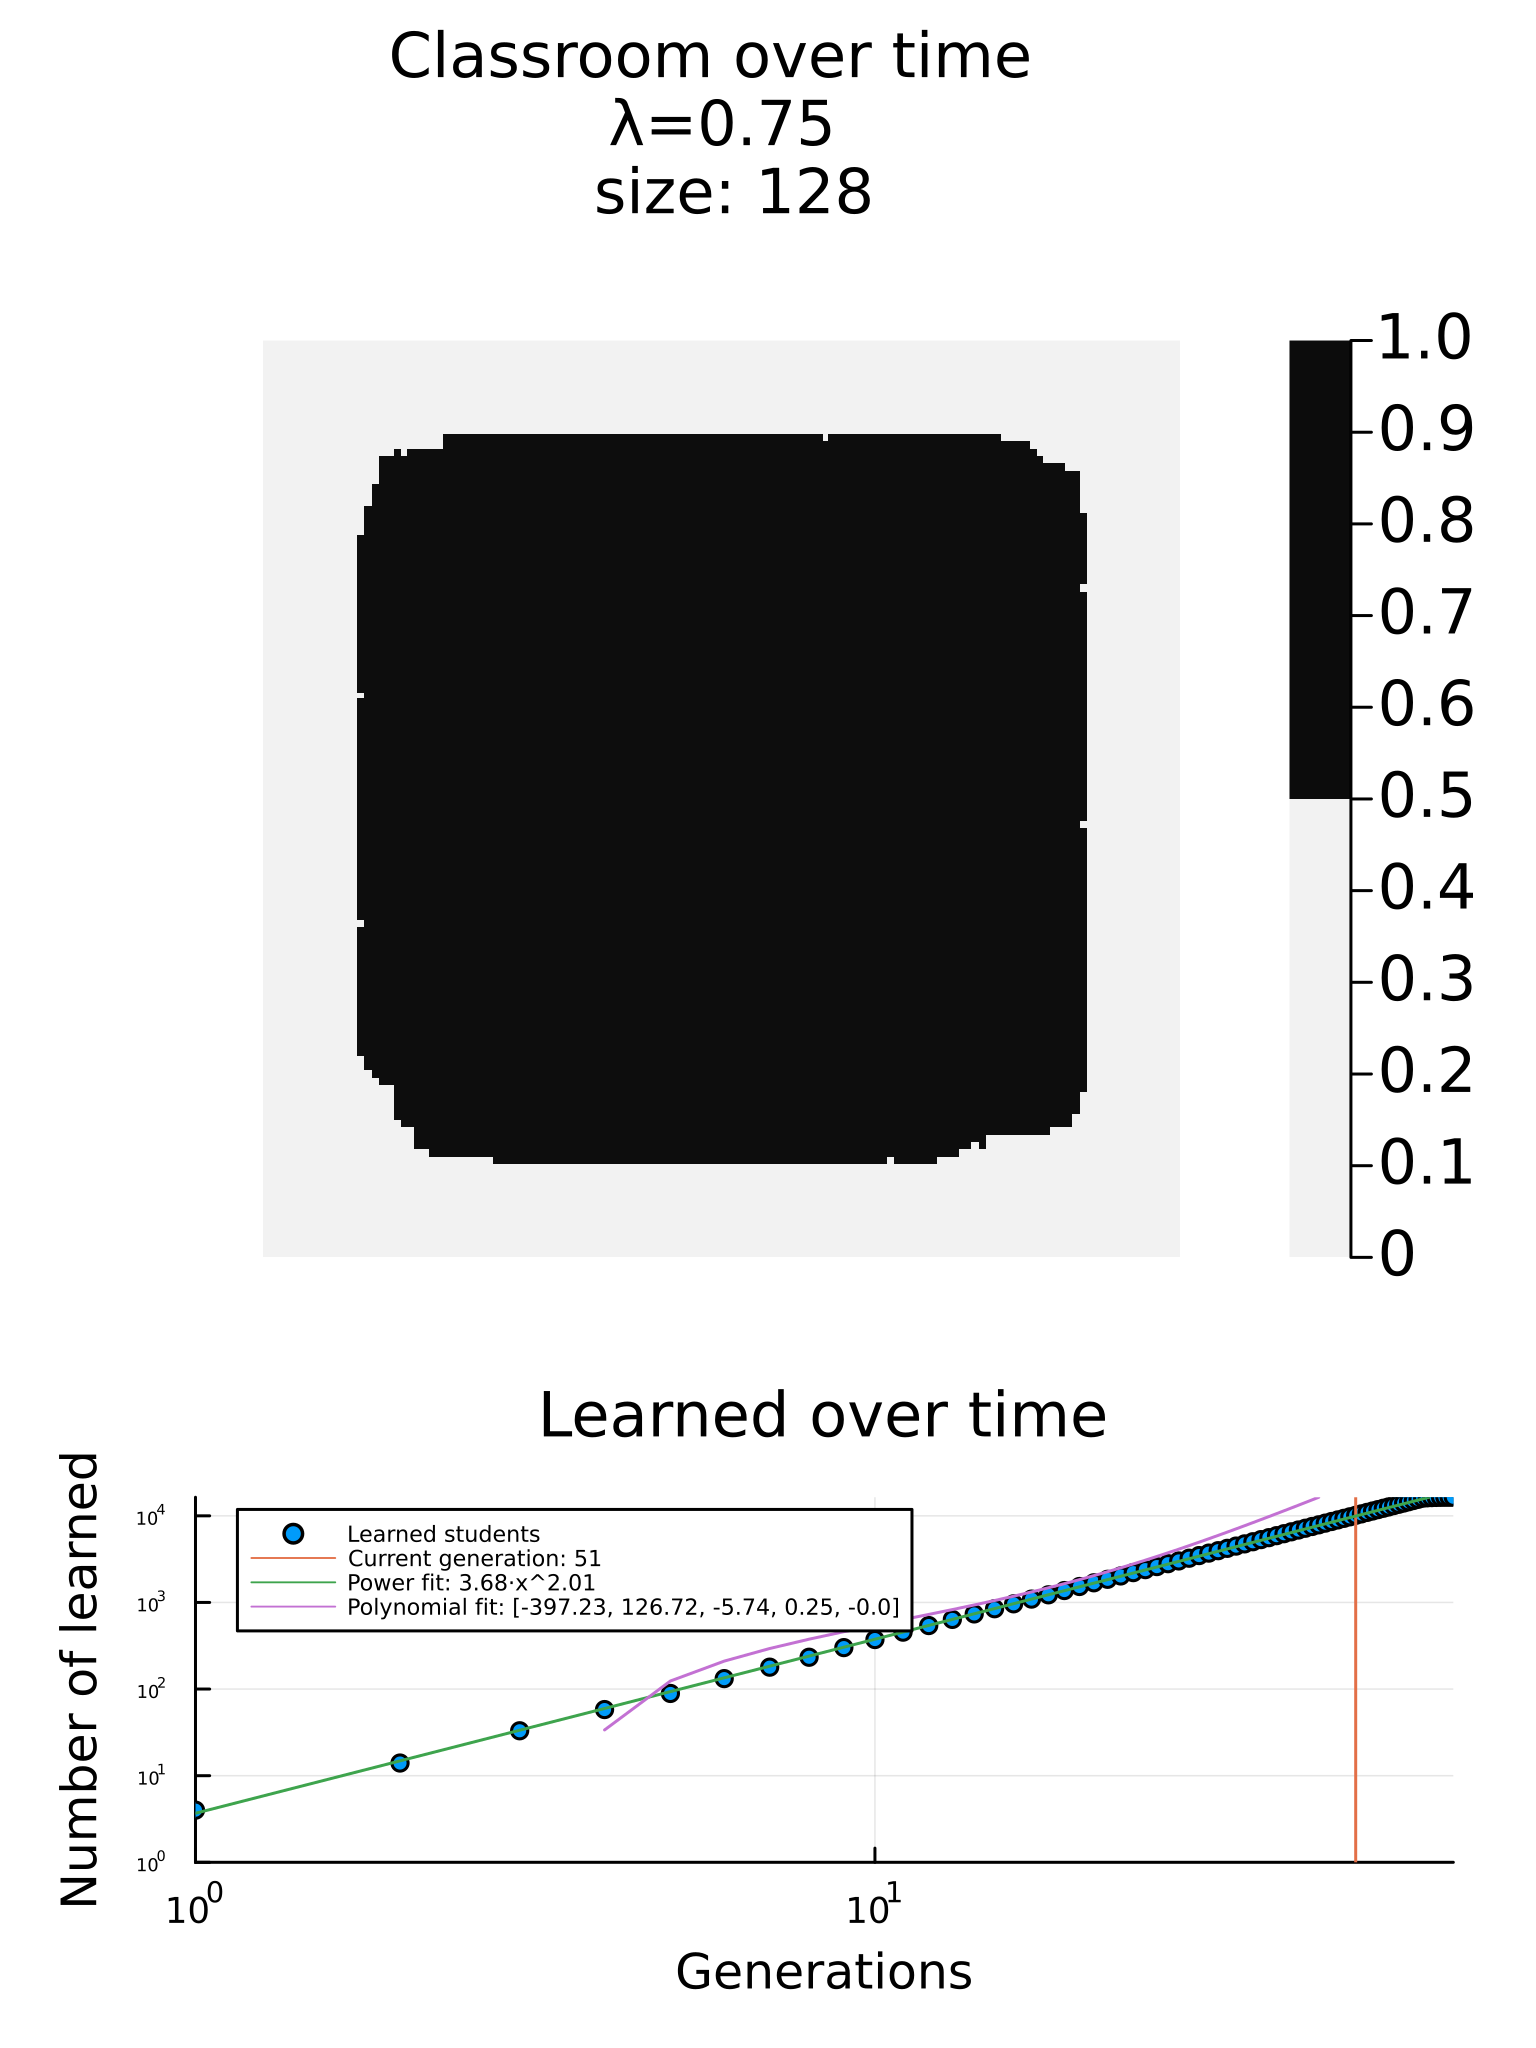 Classroom over time
λ=0.75
size: 128
1.0
0.9
0.8
0.7
0.6
0.5
0.4
0.3
0.2
0.1
0
Learned over time
Number of learned
10^4
10^3
10^2
10^1
10^0
Learned students
Current generation: 51
Power fit: 3.68·x^2.01
Polynomial fit: [-397.23, 126.72, -5.74, 0.25, -0.0]
10^0
10^1
Generations